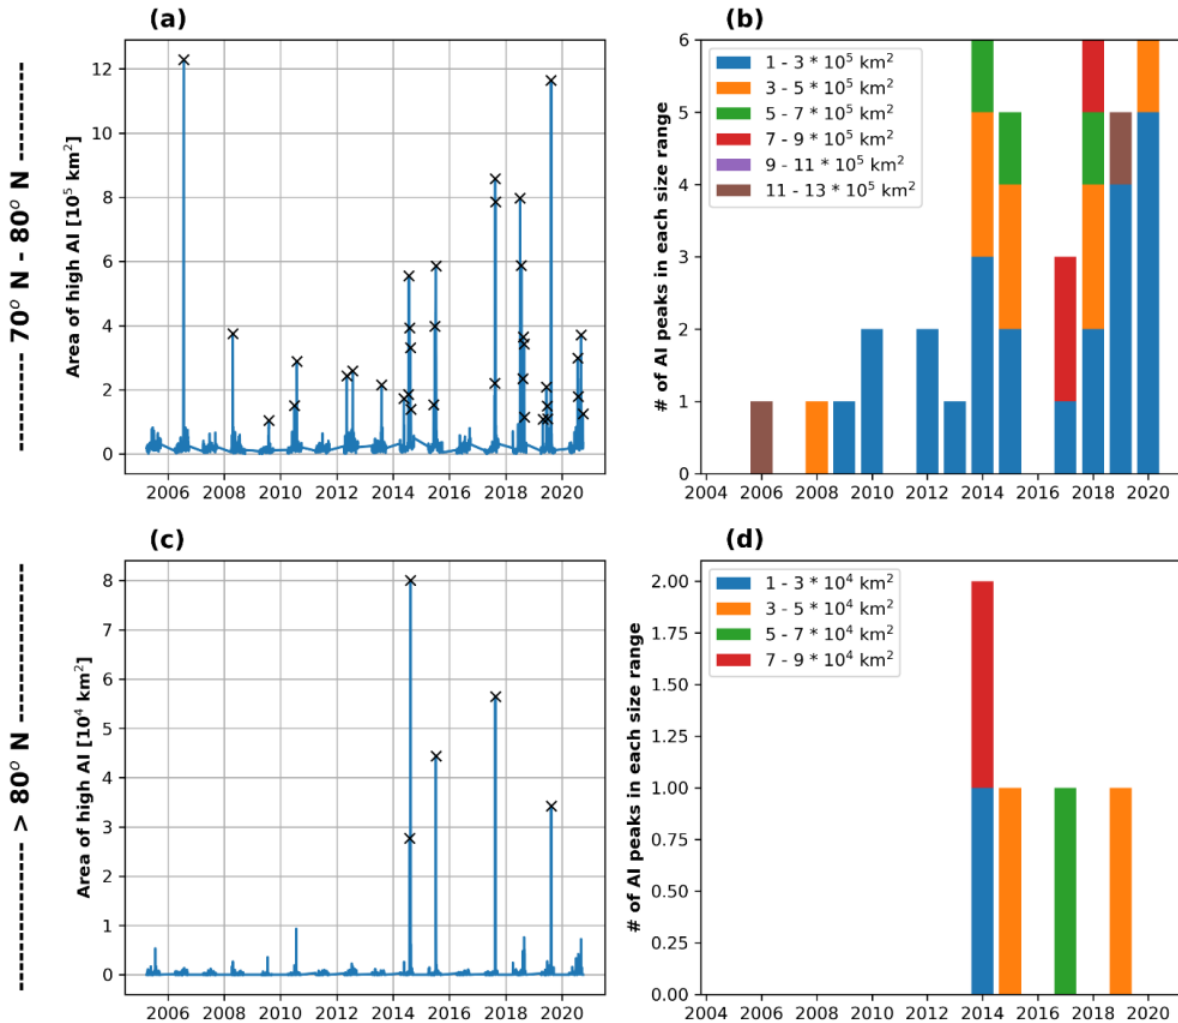 (a)
12
10
8
6
4
2
0
Area of high AI [10⁵ km²]
-------- 70° N - 80° N --------
2006 2008 2010 2012 2014 2016 2018 2020
(b)
6
5
4
3
2
1
0
# of AI peaks in each size range
1 - 3 * 10⁵ km²
3 - 5 * 10⁵ km²
5 - 7 * 10⁵ km²
7 - 9 * 10⁵ km²
9 - 11 * 10⁵ km²
11 - 13 * 10⁵ km²
2004 2006 2008 2010 2012 2014 2016 2018 2020
(c)
8
7
6
5
4
3
2
1
0
Area of high AI [10⁴ km²]
------------ > 80° N ------------
2006 2008 2010 2012 2014 2016 2018 2020
(d)
2.00
1.75
1.50
1.25
1.00
0.75
0.50
0.25
0.00
# of AI peaks in each size range
1 - 3 * 10⁴ km²
3 - 5 * 10⁴ km²
5 - 7 * 10⁴ km²
7 - 9 * 10⁴ km²
2004 2006 2008 2010 2012 2014 2016 2018 2020